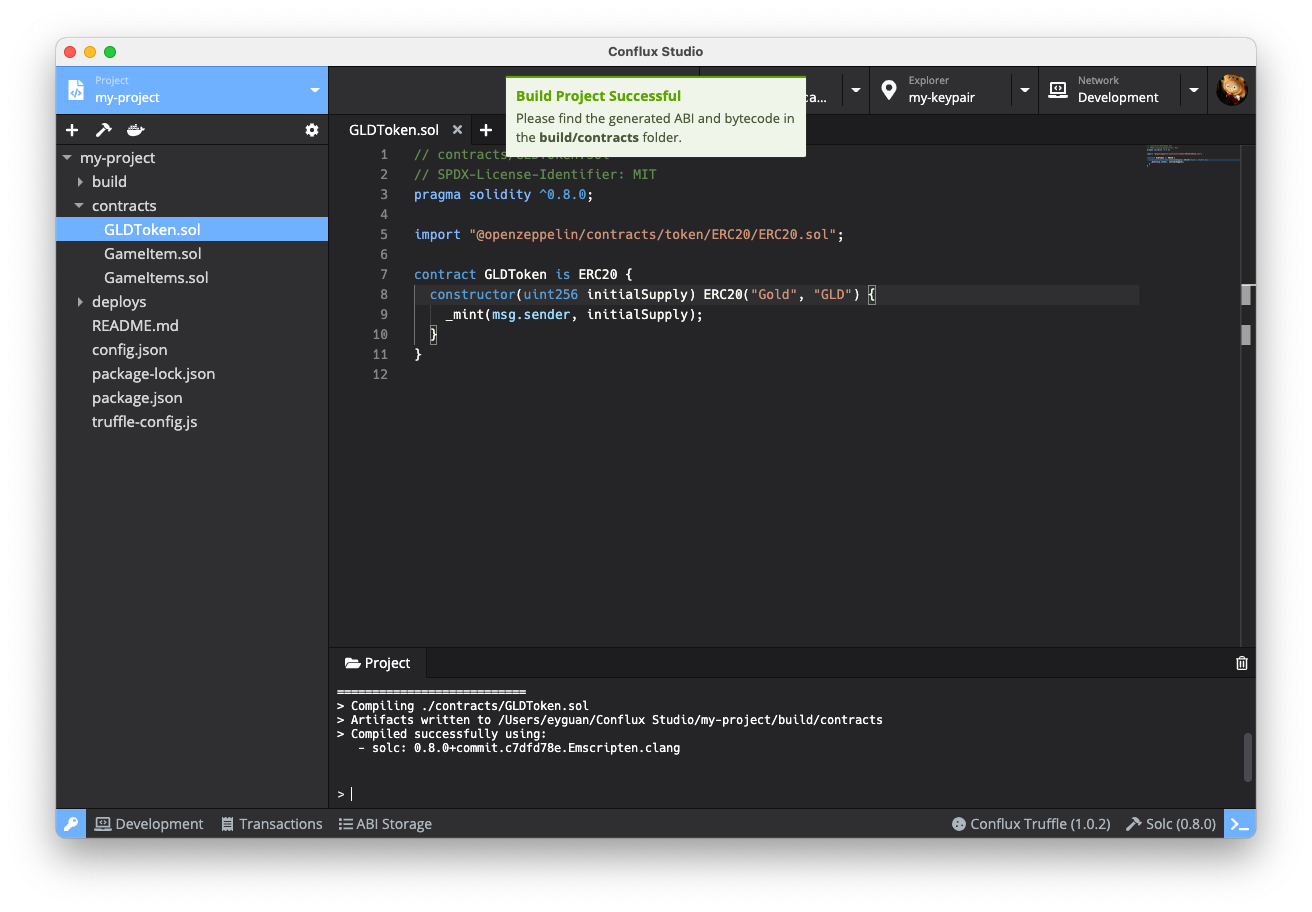 Conflux Studio
Project
my-project
Build Project Successful
Please find the generated ABI and bytecode in
the build/contracts folder.
Explorer
my-keypair
Network
Development
GLDToken.sol
my-project
build
contracts
GLDToken.sol
GameItem.sol
GameItems.sol
deploys
README.md
config.json
package-lock.json
package.json
truffle-config.js
1 // contracts/GLDToken.sol
2 // SPDX-License-Identifier: MIT
3 pragma solidity ^0.8.0;
4
5 import "@openzeppelin/contracts/token/ERC20/ERC20.sol";
6
7 contract GLDToken is ERC20 {
8 constructor(uint256 initialSupply) ERC20("Gold", "GLD") {
9 _mint(msg.sender, initialSupply);
10 }
11 }
12
Project
===========================
> Compiling ./contracts/GLDToken.sol
> Artifacts written to /Users/eyguan/Conflux Studio/my-project/build/contracts
> Compiled successfully using:
- solc: 0.8.0+commit.c7dfd78e.Emscripten.clang
>
Development
Transactions
ABI Storage
Conflux Truffle (1.0.2)
Solc (0.8.0)